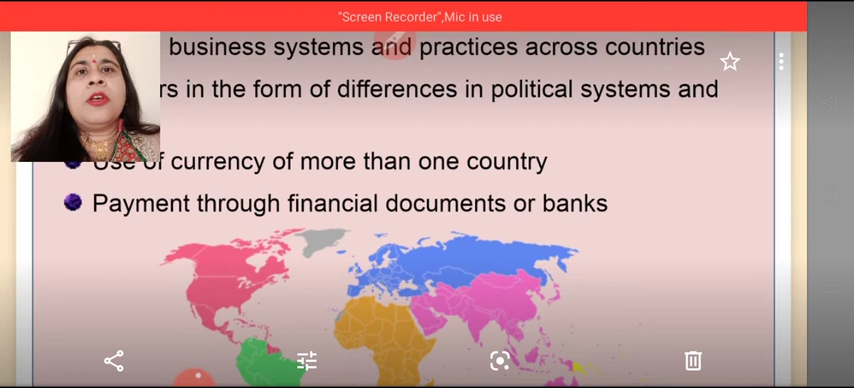 "Screen Recorder",Mic in use
business systems and practices across countries
rs in the form of differences in political systems and
Use of currency of more than one country
Payment through financial documents or banks